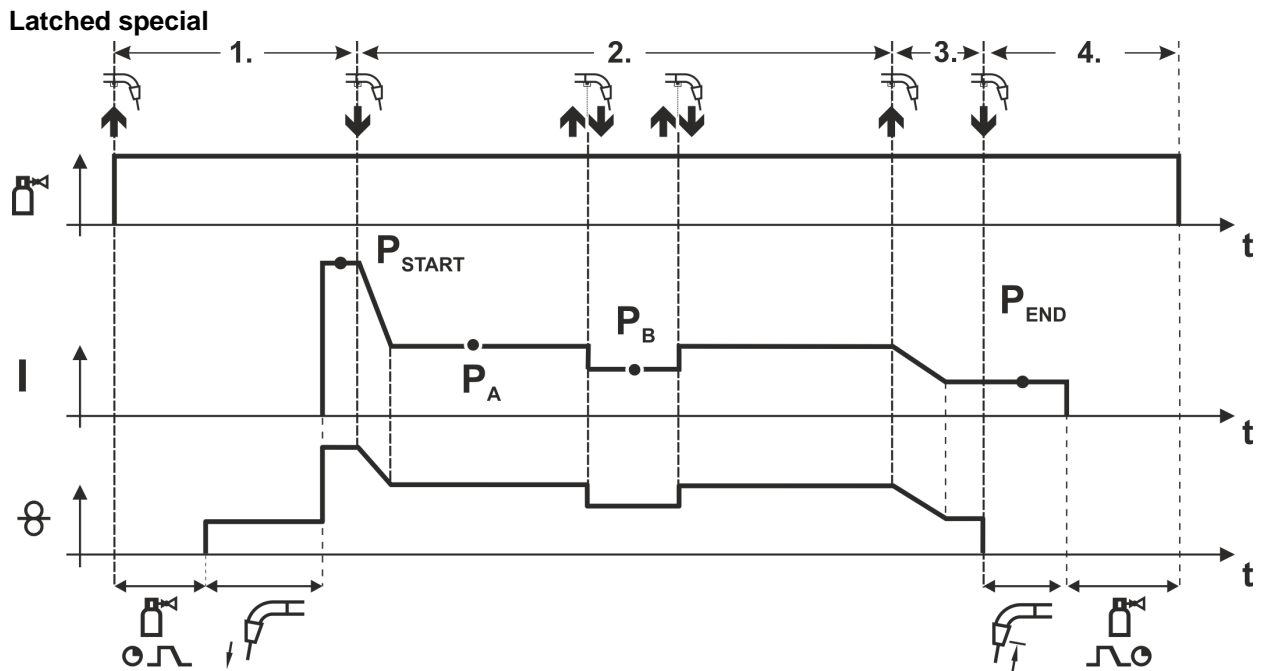 Latched special
1. 2. 3. 4.
t
P START
P B
P END
P A
I
t
t